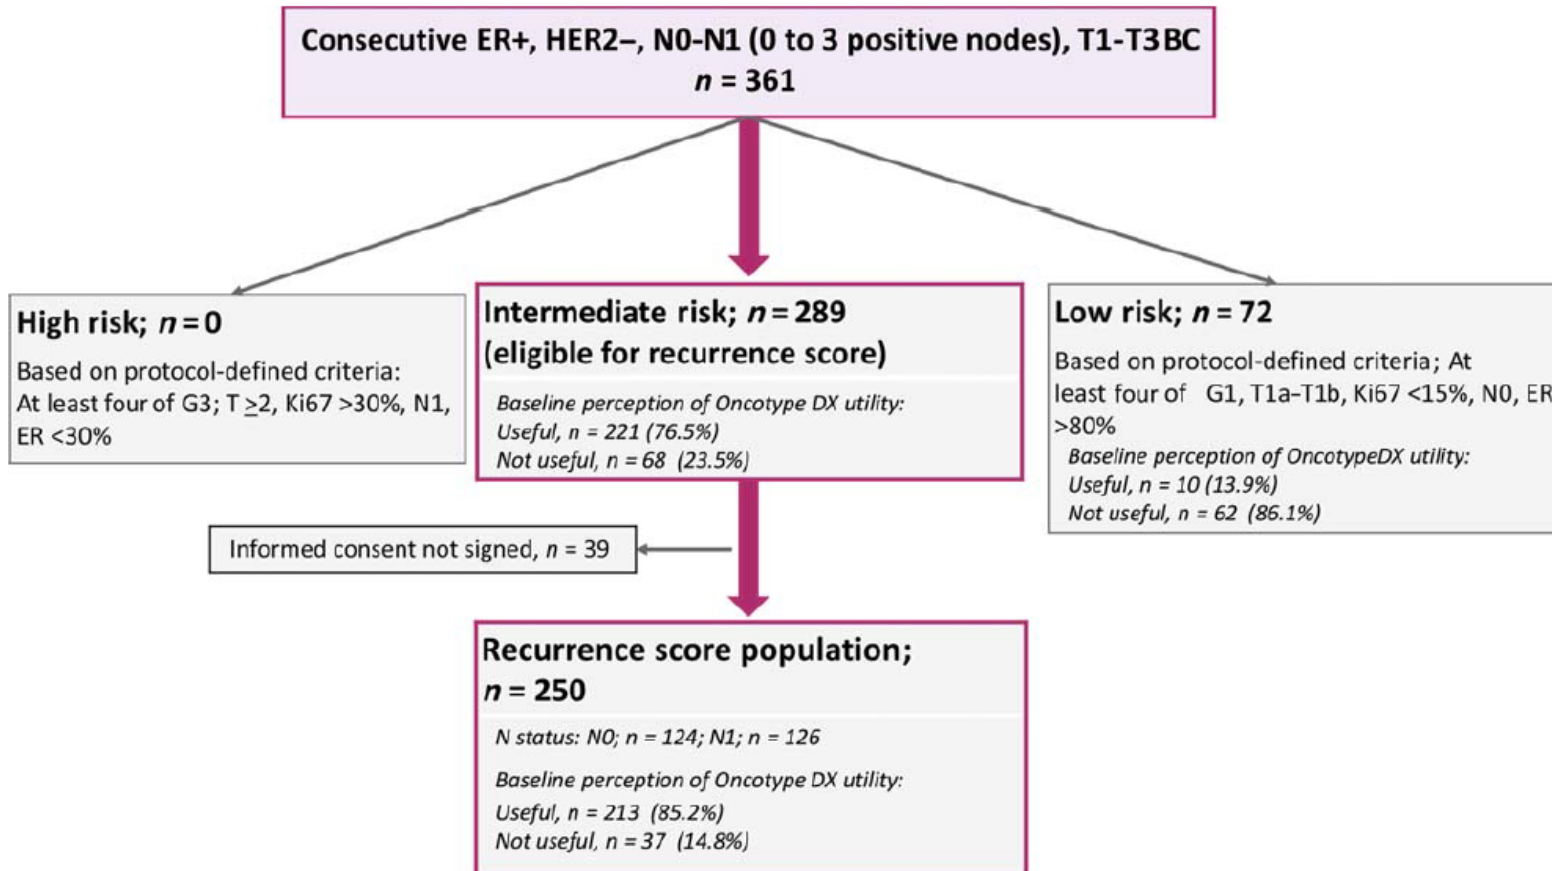 Consecutive ER+, HER2–, N0-N1 (0 to 3 positive nodes), T1-T3BC
n = 361
High risk; n = 0
Based on protocol-defined criteria:
At least four of G3; T ≥2, Ki67 >30%, N1,
ER <30%
Intermediate risk; n = 289
(eligible for recurrence score)
Baseline perception of Oncotype DX utility:
Useful, n = 221 (76.5%)
Not useful, n = 68 (23.5%)
Low risk; n = 72
Based on protocol-defined criteria; At
least four of G1, T1a–T1b, Ki67 <15%, N0, ER
>80%
Baseline perception of OncotypeDX utility:
Useful, n = 10 (13.9%)
Not useful, n = 62 (86.1%)
Informed consent not signed, n = 39
Recurrence score population;
n = 250
N status: N0; n = 124; N1; n = 126
Baseline perception of Oncotype DX utility:
Useful, n = 213 (85.2%)
Not useful, n = 37 (14.8%)